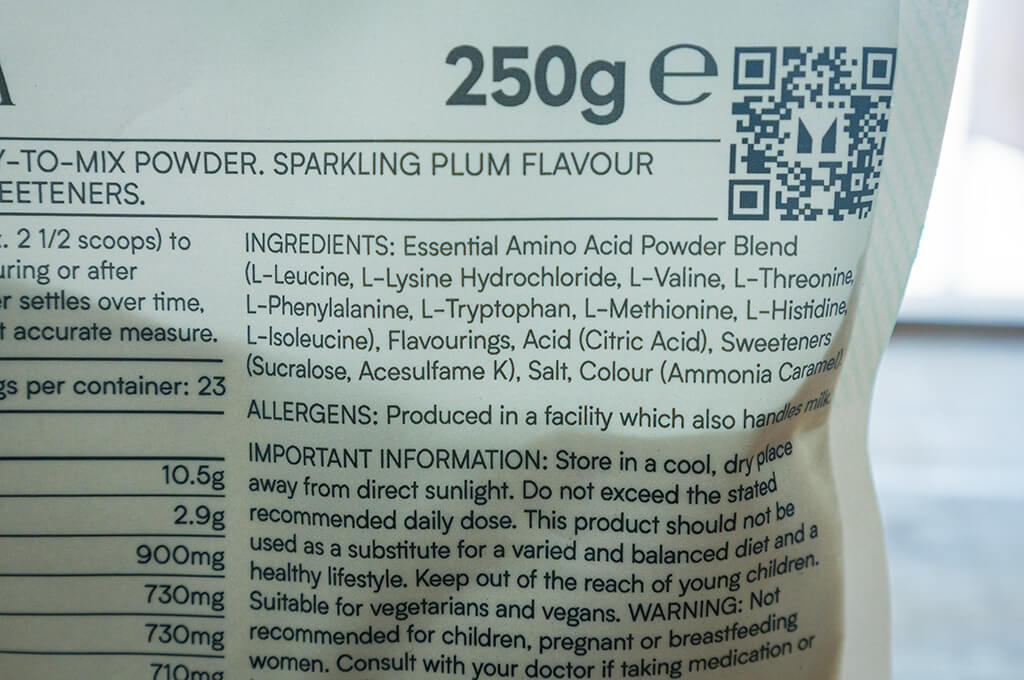 250g ℮
-TO-MIX POWDER. SPARKLING PLUM FLAVOUR
EETENERS.
. 2 1/2 scoops) to
uring or after
r settles over time,
t accurate measure.
gs per container: 23
10.5g
2.9g
900mg
730mg
730mg
710mg
INGREDIENTS: Essential Amino Acid Powder Blend
(L-Leucine, L-Lysine Hydrochloride, L-Valine, L-Threonine,
L-Phenylalanine, L-Tryptophan, L-Methionine, L-Histidine,
L-Isoleucine), Flavourings, Acid (Citric Acid), Sweeteners
(Sucralose, Acesulfame K), Salt, Colour (Ammonia Caramel).
ALLERGENS: Produced in a facility which also handles milk.
IMPORTANT INFORMATION: Store in a cool, dry place
away from direct sunlight. Do not exceed the stated
recommended daily dose. This product should not be
used as a substitute for a varied and balanced diet and a
healthy lifestyle. Keep out of the reach of young children.
Suitable for vegetarians and vegans. WARNING: Not
recommended for children, pregnant or breastfeeding
women. Consult with your doctor if taking medication or